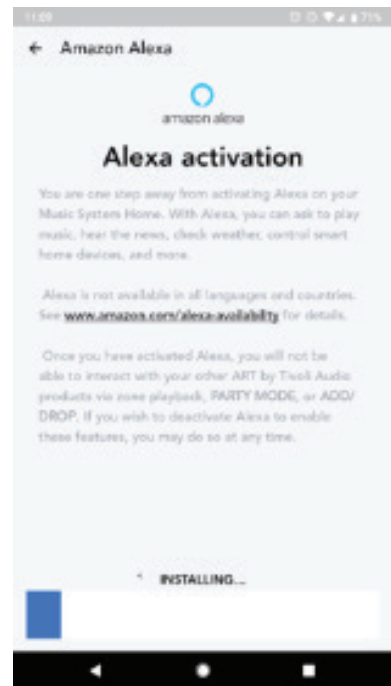 11:09
71%
← Amazon Alexa
amazon alexa
Alexa activation
You are one step away from activating Alexa on your
Music System Home. With Alexa, you can ask to play
music, hear the news, check weather, control smart
home devices, and more.
Alexa is not available in all languages and countries.
See www.amazon.com/alexa-availability for details.
Once you have activated Alexa, you will not be
able to interact with your other ART by Tivoli Audio
products via zone playback, PARTY MODE, or ADD/
DROP. If you wish to deactivate Alexa to enable
these features, you may do so at any time.
INSTALLING...